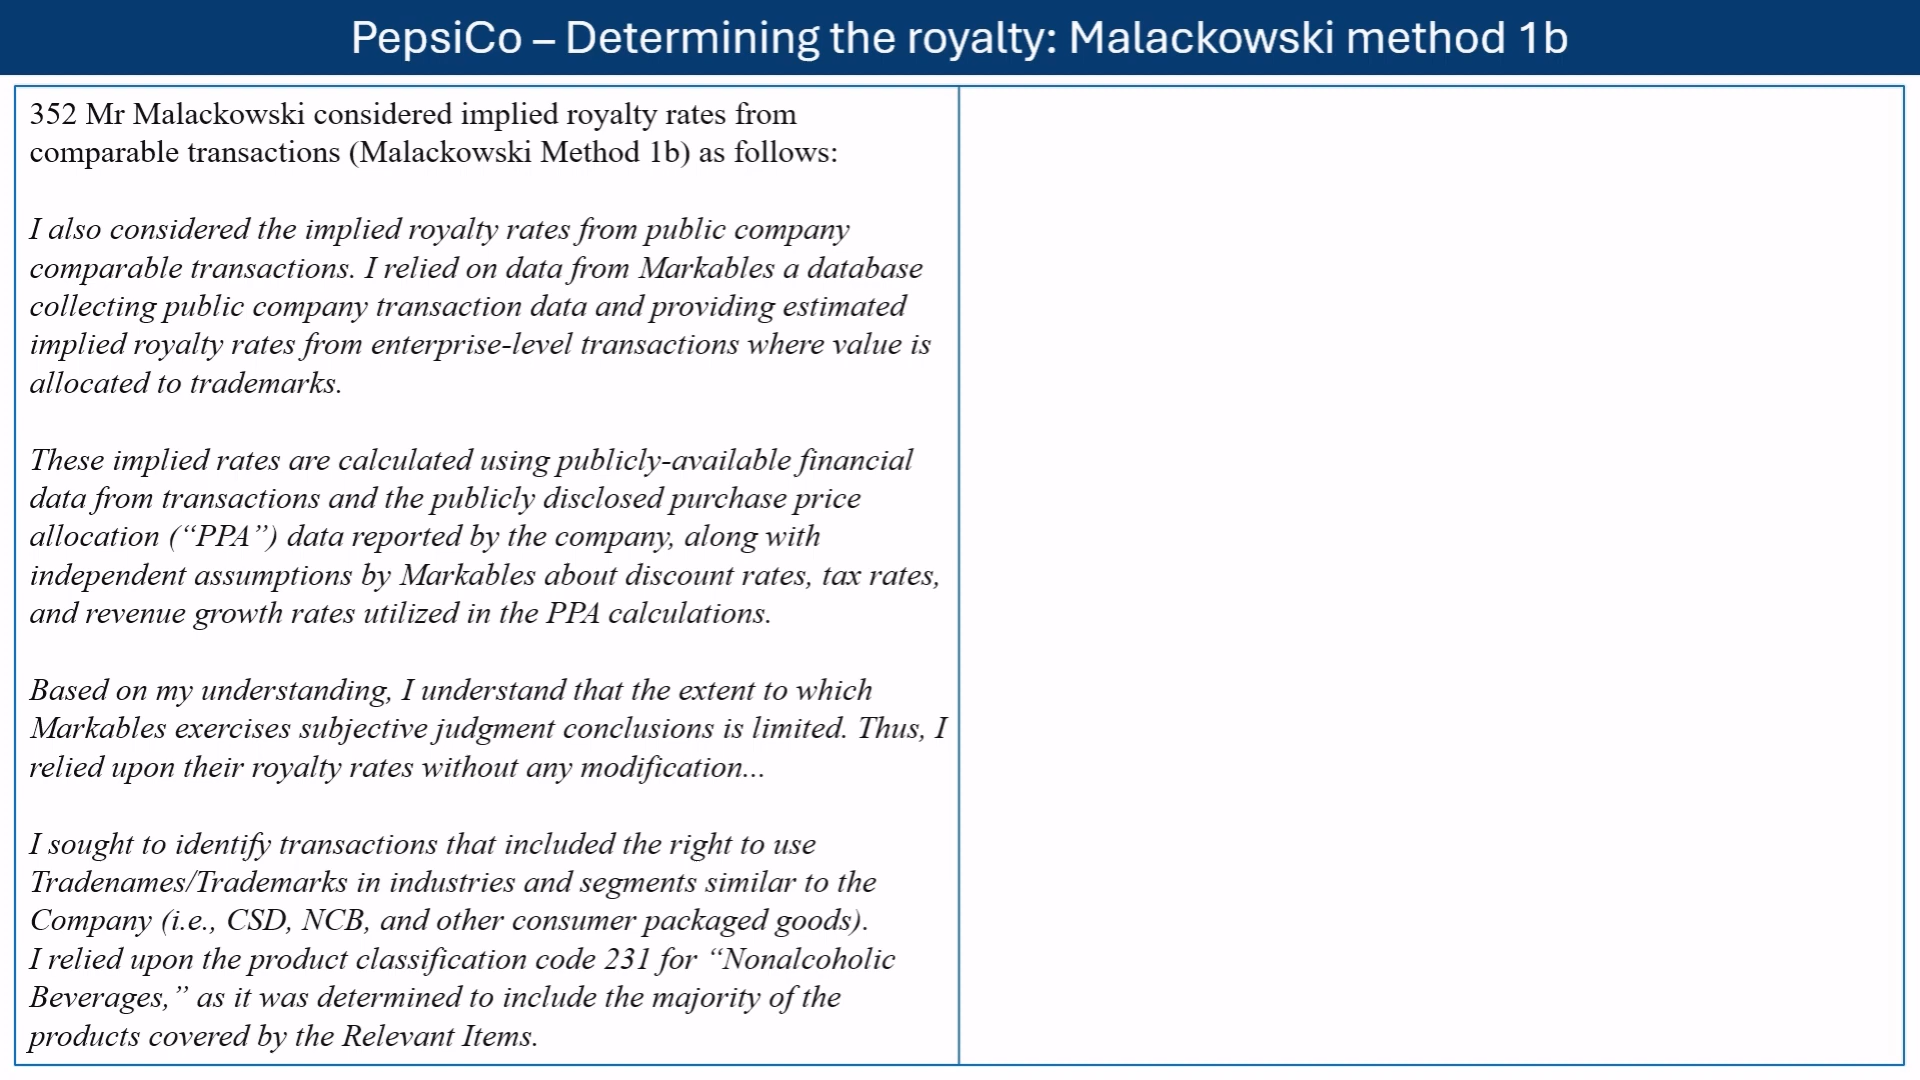 PepsiCo – Determining the royalty: Malackowski method 1b
352 Mr Malackowski considered implied royalty rates from
comparable transactions (Malackowski Method 1b) as follows:
I also considered the implied royalty rates from public company
comparable transactions. I relied on data from Markables a database
collecting public company transaction data and providing estimated
implied royalty rates from enterprise-level transactions where value is
allocated to trademarks.
These implied rates are calculated using publicly-available financial
data from transactions and the publicly disclosed purchase price
allocation (“PPA”) data reported by the company, along with
independent assumptions by Markables about discount rates, tax rates,
and revenue growth rates utilized in the PPA calculations.
Based on my understanding, I understand that the extent to which
Markables exercises subjective judgment conclusions is limited. Thus, I
relied upon their royalty rates without any modification...
I sought to identify transactions that included the right to use
Tradenames/Trademarks in industries and segments similar to the
Company (i.e., CSD, NCB, and other consumer packaged goods).
I relied upon the product classification code 231 for “Nonalcoholic
Beverages,” as it was determined to include the majority of the
products covered by the Relevant Items.